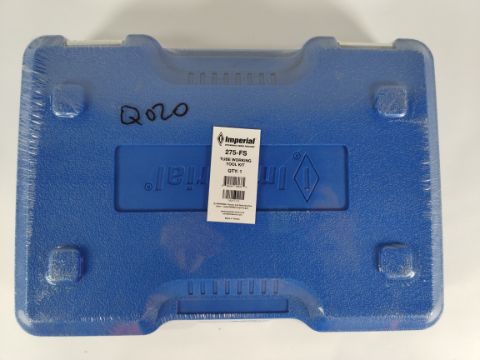 Q020
Imperial
275-FS
TUBE WORKING
TOOL KIT
QTY: 1
Imperial®